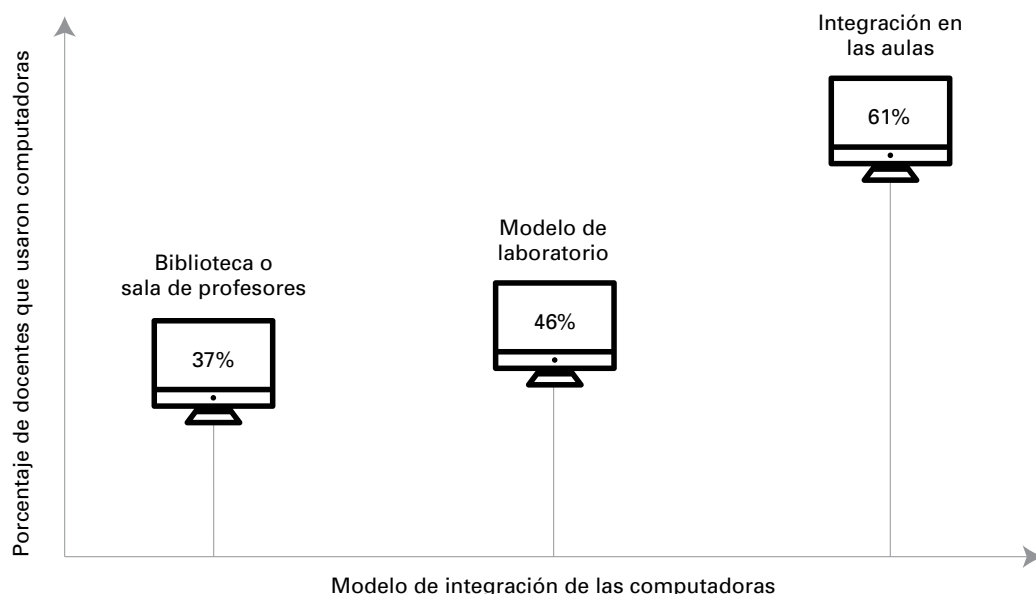 Porcentaje de docentes que usaron computadoras
Biblioteca o
sala de profesores
37%
Modelo de
laboratorio
46%
Integración en
las aulas
61%
Modelo de integración de las computadoras